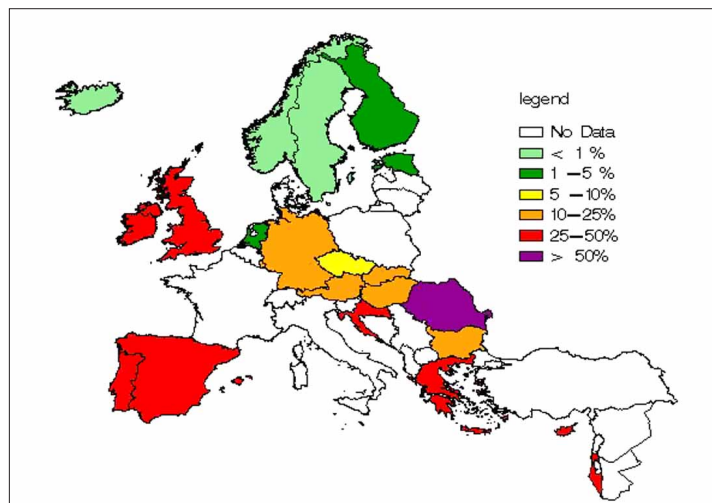 legend
No Data
< 1 %
1 –5 %
5 –10%
10–25%
25–50%
> 50%